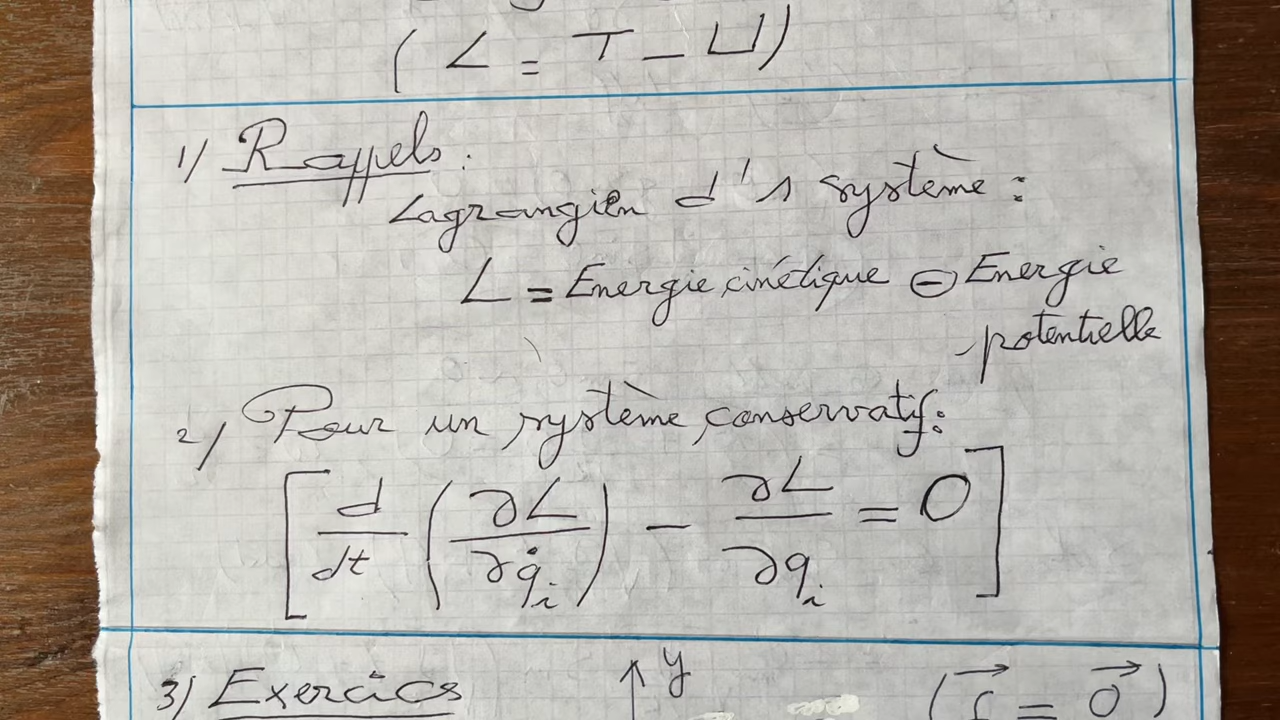 ( L = T - U )
1) Rappels:
Lagrangien d'1 système :
L = Energie cinétique ⊖ Energie
potentielle
2) Pour un système conservatif:
[ d/dt ( ∂L/∂q̇i ) - ∂L/∂qi = 0 ]
3) Exercics
y
( f⃗ = 0⃗ )